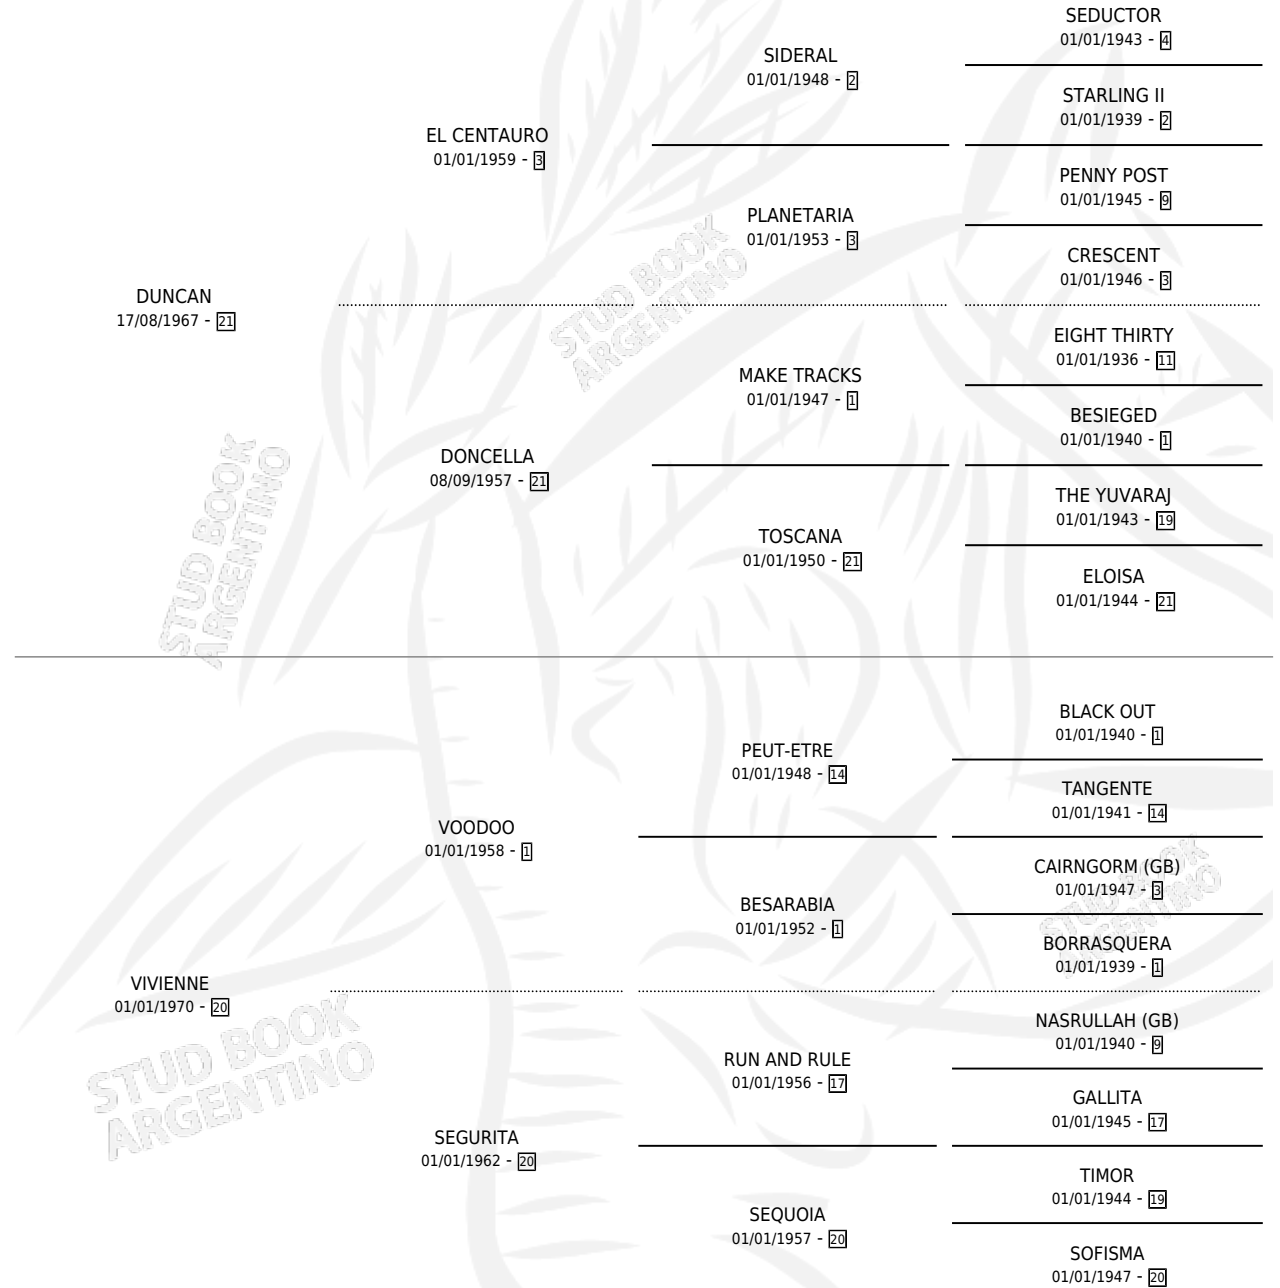 SEDUCTOR
01/01/1943 - 4
SIDERAL
01/01/1948 - 2
STARLING II
01/01/1939 - 2
EL CENTAURO
01/01/1959 - 3
PENNY POST
01/01/1945 - 9
PLANETARIA
01/01/1953 - 3
CRESCENT
01/01/1946 - 3
DUNCAN
17/08/1967 - 21
EIGHT THIRTY
01/01/1936 - 11
MAKE TRACKS
01/01/1947 - 1
BESIEGED
01/01/1940 - 1
DONCELLA
08/09/1957 - 21
THE YUVARAJ
01/01/1943 - 19
TOSCANA
01/01/1950 - 21
ELOISA
01/01/1944 - 21
BLACK OUT
01/01/1940 - 1
PEUT-ETRE
01/01/1948 - 14
TANGENTE
01/01/1941 - 14
VOODOO
01/01/1958 - 1
CAIRNGORM (GB)
01/01/1947 - 3
BESARABIA
01/01/1952 - 1
BORRASQUERA
01/01/1939 - 1
VIVIENNE
01/01/1970 - 20
NASRULLAH (GB)
01/01/1940 - 9
RUN AND RULE
01/01/1956 - 17
GALLITA
01/01/1945 - 17
SEGURITA
01/01/1962 - 20
TIMOR
01/01/1944 - 19
SEQUOIA
01/01/1957 - 20
SOFISMA
01/01/1947 - 20
STUD BOOK
ARGENTINO
STUD BOOK
ARGENTINO
STUD BOOK
ARGENTINO
STUD BOOK
ARGENTINO